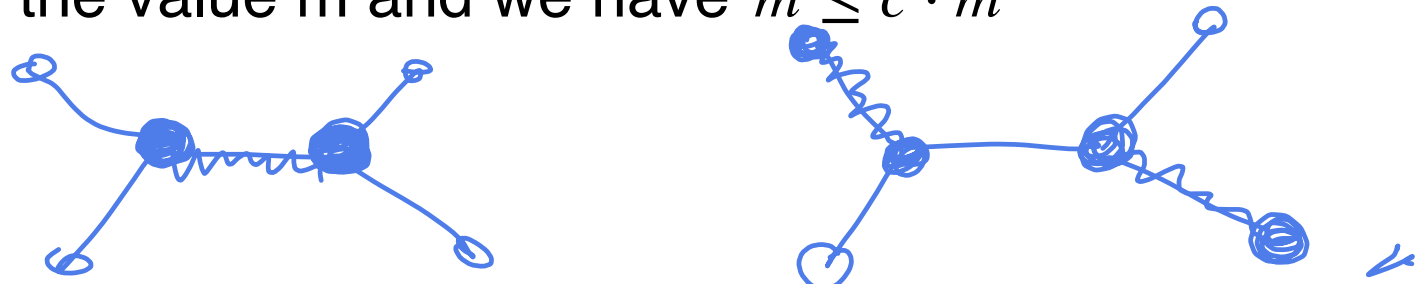 the value m and we have m ≤ c · m